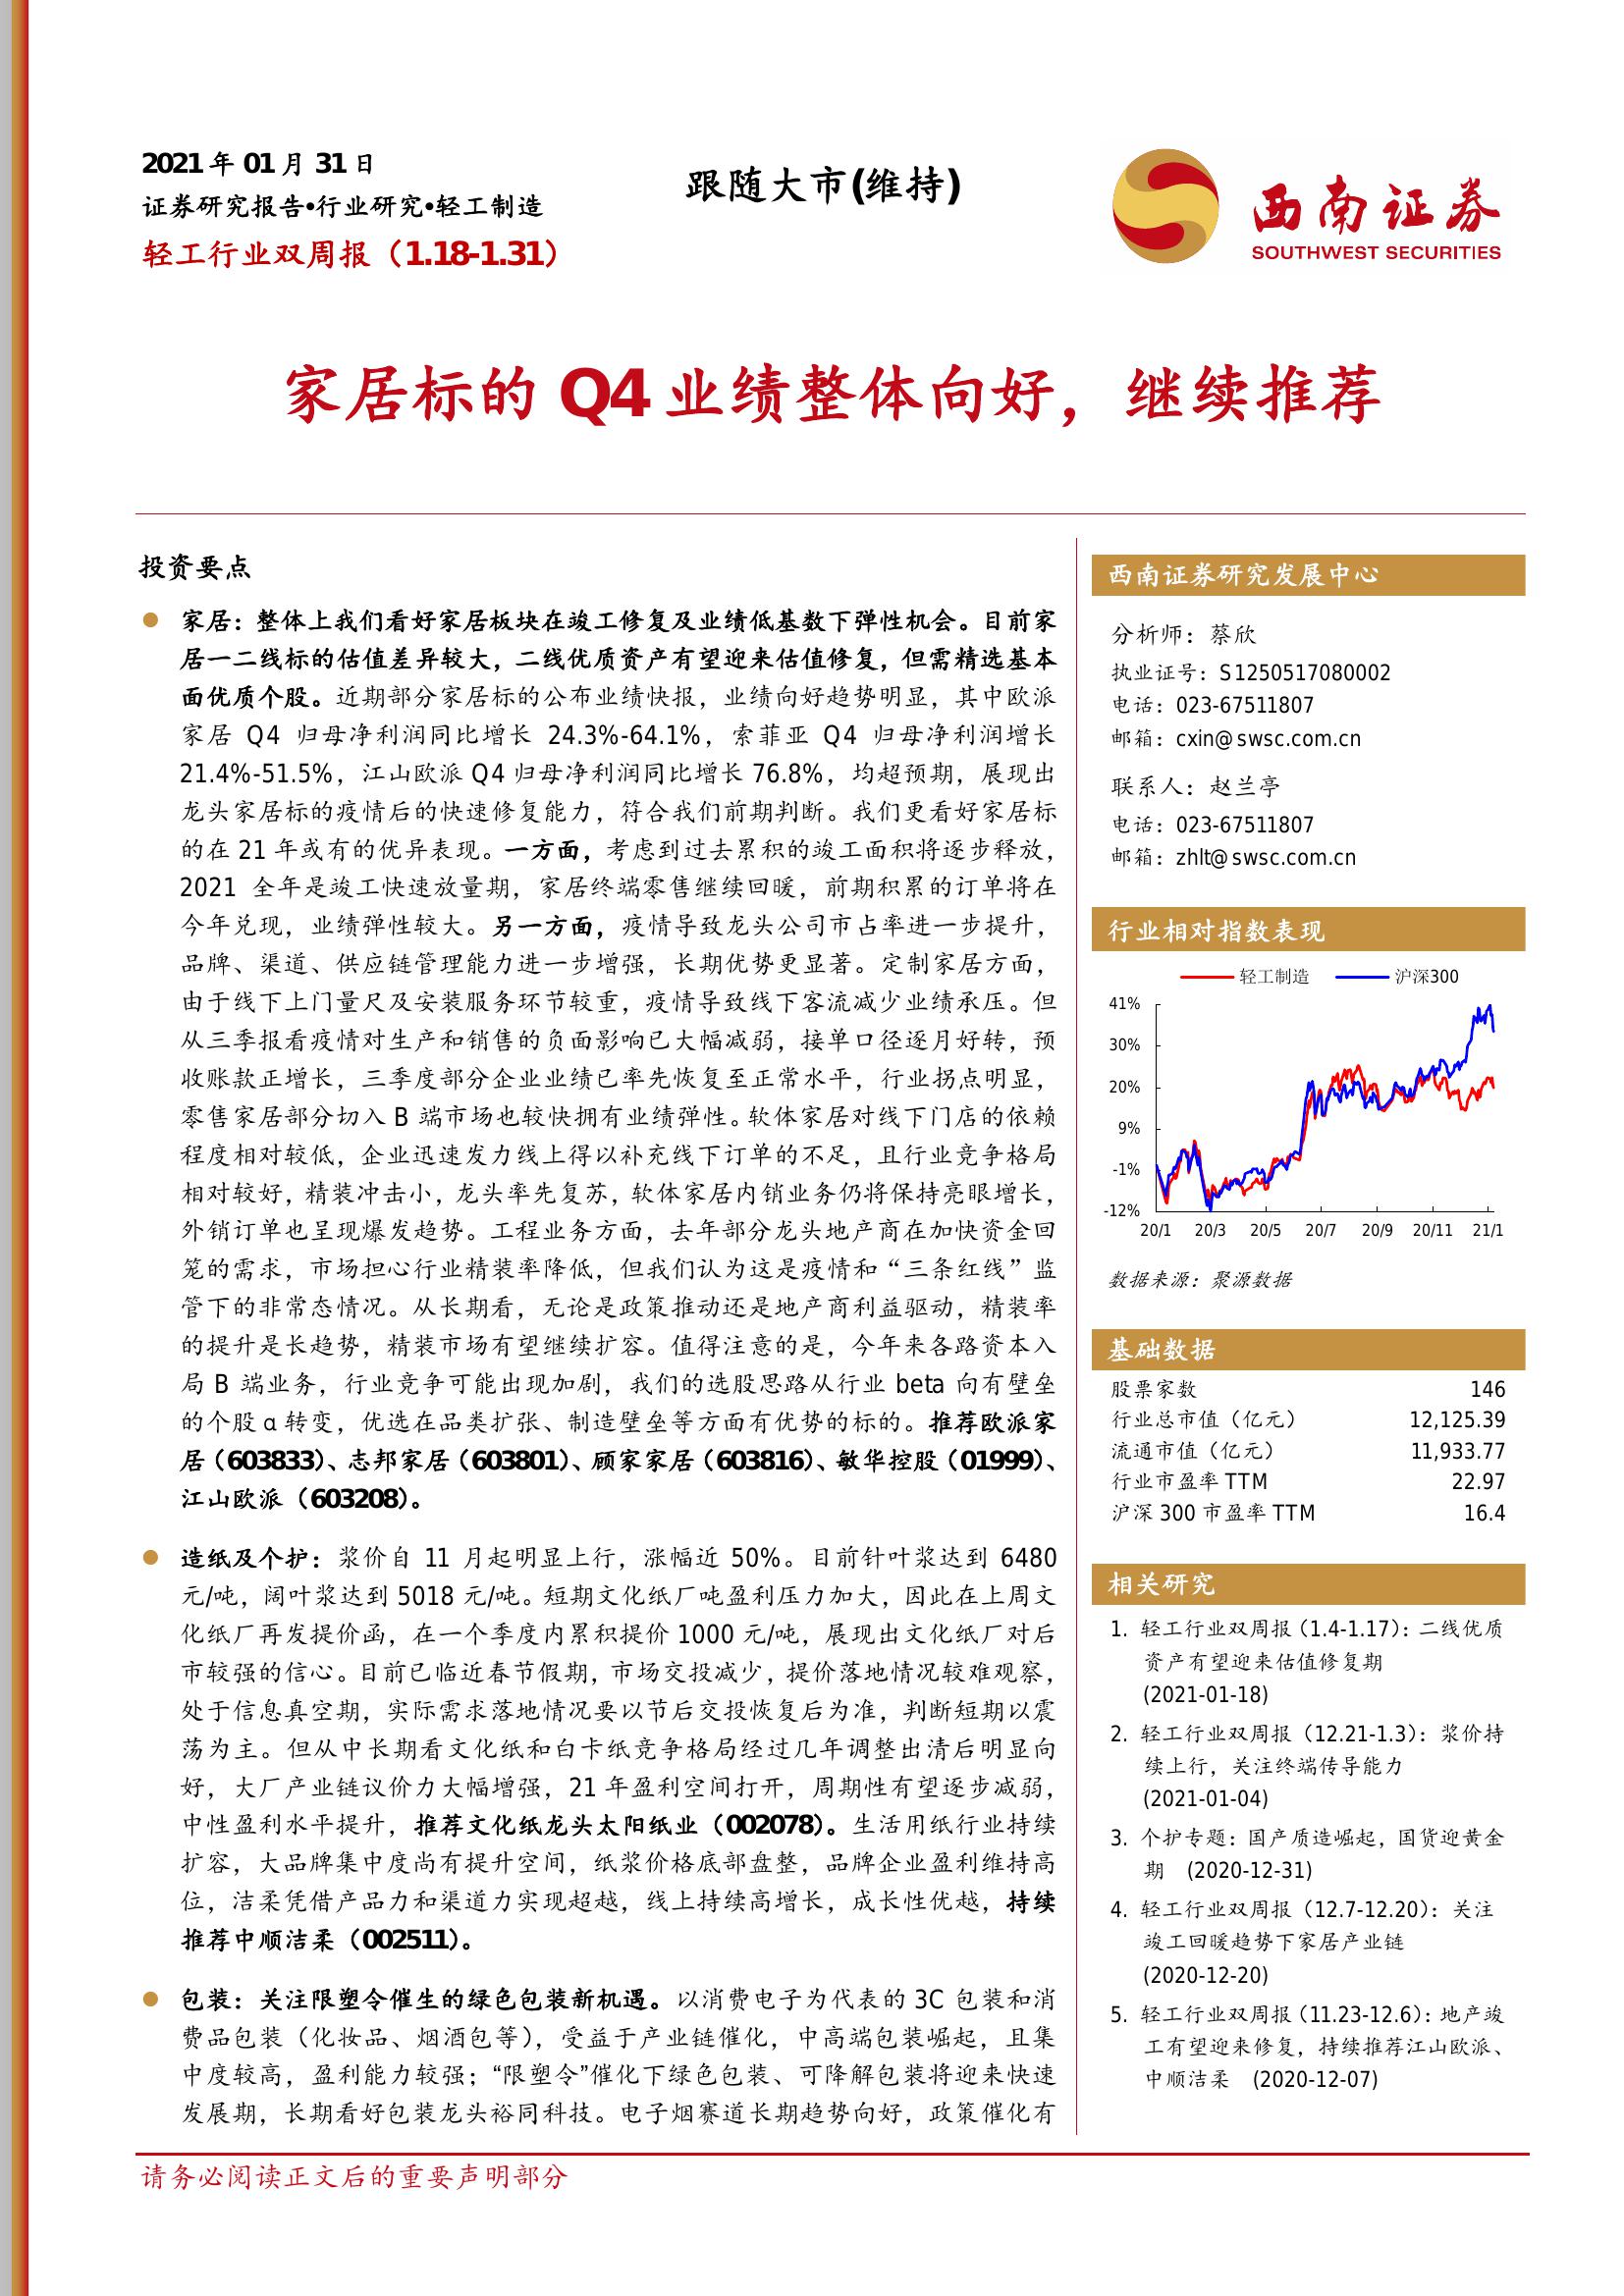 2021年01月31日
证券研究报告•行业研究•轻工制造
轻工行业双周报（1.18-1.31）
跟随大市(维持)
西南证券
SOUTHWEST SECURITIES
家居标的Q4业绩整体向好，继续推荐
投资要点
家居：整体上我们看好家居板块在竣工修复及业绩低基数下弹性机会。目前家
居一二线标的估值差异较大，二线优质资产有望迎来估值修复，但需精选基本
面优质个股。近期部分家居标的公布业绩快报，业绩向好趋势明显，其中欧派
家居 Q4 归母净利润同比增长 24.3%-64.1%，索菲亚 Q4 归母净利润增长
21.4%-51.5%，江山欧派Q4归母净利润同比增长76.8%，均超预期，展现出
龙头家居标的疫情后的快速修复能力，符合我们前期判断。我们更看好家居标
的在21年或有的优异表现。一方面，考虑到过去累积的竣工面积将逐步释放，
2021 全年是竣工快速放量期，家居终端零售继续回暖，前期积累的订单将在
今年兑现，业绩弹性较大。另一方面，疫情导致龙头公司市占率进一步提升，
品牌、渠道、供应链管理能力进一步增强，长期优势更显著。定制家居方面，
由于线下上门量尺及安装服务环节较重，疫情导致线下客流减少业绩承压。但
从三季报看疫情对生产和销售的负面影响已大幅减弱，接单口径逐月好转，预
收账款正增长，三季度部分企业业绩已率先恢复至正常水平，行业拐点明显，
零售家居部分切入B端市场也较快拥有业绩弹性。软体家居对线下门店的依赖
程度相对较低，企业迅速发力线上得以补充线下订单的不足，且行业竞争格局
相对较好，精装冲击小，龙头率先复苏，软体家居内销业务仍将保持亮眼增长，
外销订单也呈现爆发趋势。工程业务方面，去年部分龙头地产商在加快资金回
笼的需求，市场担心行业精装率降低，但我们认为这是疫情和“三条红线”监
管下的非常态情况。从长期看，无论是政策推动还是地产商利益驱动，精装率
的提升是长趋势，精装市场有望继续扩容。值得注意的是，今年来各路资本入
局B端业务，行业竞争可能出现加剧，我们的选股思路从行业beta向有壁垒
的个股α转变，优选在品类扩张、制造壁垒等方面有优势的标的。推荐欧派家
居（603833）、志邦家居（603801）、顾家家居（603816）、敏华控股（01999）、
江山欧派（603208）。
造纸及个护：浆价自 11 月起明显上行，涨幅近 50%。目前针叶浆达到 6480
元/吨，阔叶浆达到5018元/吨。短期文化纸厂吨盈利压力加大，因此在上周文
化纸厂再发提价函，在一个季度内累积提价1000元/吨，展现出文化纸厂对后
市较强的信心。目前已临近春节假期，市场交投减少，提价落地情况较难观察，
处于信息真空期，实际需求落地情况要以节后交投恢复后为准，判断短期以震
荡为主。但从中长期看文化纸和白卡纸竞争格局经过几年调整出清后明显向
好，大厂产业链议价力大幅增强，21年盈利空间打开，周期性有望逐步减弱，
中性盈利水平提升，推荐文化纸龙头太阳纸业（002078）。生活用纸行业持续
扩容，大品牌集中度尚有提升空间，纸浆价格底部盘整，品牌企业盈利维持高
位，洁柔凭借产品力和渠道力实现超越，线上持续高增长，成长性优越，持续
推荐中顺洁柔（002511）。
包装：关注限塑令催生的绿色包装新机遇。以消费电子为代表的3C包装和消
费品包装（化妆品、烟酒包等），受益于产业链催化，中高端包装崛起，且集
中度较高，盈利能力较强；“限塑令”催化下绿色包装、可降解包装将迎来快速
发展期，长期看好包装龙头裕同科技。电子烟赛道长期趋势向好，政策催化有
西南证券研究发展中心
分析师：蔡欣
执业证号：S1250517080002
电话：023-67511807
邮箱：cxin@swsc.com.cn
联系人：赵兰亭
电话：023-67511807
邮箱：zhlt@swsc.com.cn
行业相对指数表现
轻工制造 沪深300
41%
30%
20%
9%
-1%
-12%
20/1 20/3 20/5 20/7 20/9 20/11 21/1
数据来源：聚源数据
基础数据
股票家数 146
行业总市值（亿元） 12,125.39
流通市值（亿元） 11,933.77
行业市盈率TTM 22.97
沪深300市盈率TTM 16.4
相关研究
1. 轻工行业双周报（1.4-1.17）：二线优质
资产有望迎来估值修复期
(2021-01-18)
2. 轻工行业双周报（12.21-1.3）：浆价持
续上行，关注终端传导能力
(2021-01-04)
3. 个护专题：国产质造崛起，国货迎黄金
期 (2020-12-31)
4. 轻工行业双周报（12.7-12.20）：关注
竣工回暖趋势下家居产业链
(2020-12-20)
5. 轻工行业双周报（11.23-12.6）：地产竣
工有望迎来修复，持续推荐江山欧派、
中顺洁柔 (2020-12-07)
请务必阅读正文后的重要声明部分